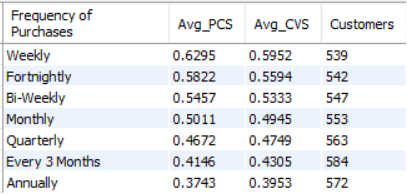 Frequency of Purchases Avg_PCS Avg_CVS Customers
Weekly 0.6295 0.5952 539
Fortnightly 0.5822 0.5594 542
Bi-Weekly 0.5457 0.5333 547
Monthly 0.5011 0.4945 553
Quarterly 0.4672 0.4749 563
Every 3 Months 0.4146 0.4305 584
Annually 0.3743 0.3953 572